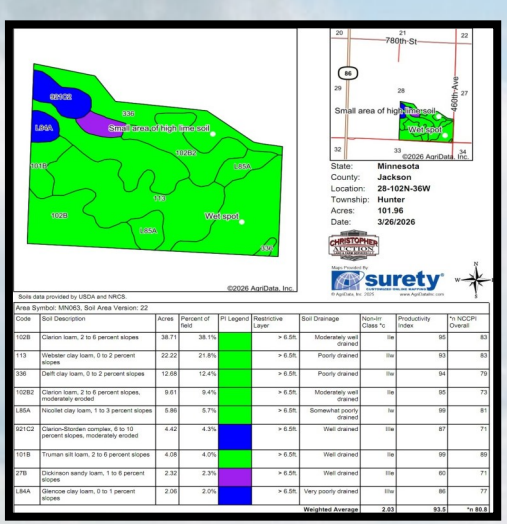 921C2
336
Small area of high lime soil
L84A
102B2
101B
L85A
113
102B
Wet spot
L85A
336
©2026 AgriData, Inc.
20
21
22
780th St
86
29
28
27
460th Ave
Small area of high lime soil
Wet spot
32
33
34
©2026 AgriData, Inc.
State: Minnesota
County: Jackson
Location: 28-102N-36W
Township: Hunter
Acres: 101.96
Date: 3/26/2026
CHRISTOPHER
AUCTION
Maps Provided By
surety®
CUSTOMIZED ONLINE MAPPING
© AgriData, Inc. 2025 www.AgriDataInc.com
N
W E
S
Soils data provided by USDA and NRCS.
Area Symbol: MN063, Soil Area Version: 22
Code Soil Description Acres Percent of field PI Legend Restrictive Layer Soil Drainage Non-Irr Class *c Productivity Index *n NCCPI Overall
102B Clarion loam, 2 to 6 percent slopes 38.71 38.1% > 6.5ft. Moderately well drained IIe 95 83
113 Webster clay loam, 0 to 2 percent slopes 22.22 21.8% > 6.5ft. Poorly drained IIw 93 83
336 Delft clay loam, 0 to 2 percent slopes 12.68 12.4% > 6.5ft. Poorly drained IIw 94 79
102B2 Clarion loam, 2 to 6 percent slopes, moderately eroded 9.61 9.4% > 6.5ft. Moderately well drained IIe 95 73
L85A Nicollet clay loam, 1 to 3 percent slopes 5.86 5.7% > 6.5ft. Somewhat poorly drained IIw 99 81
921C2 Clarion-Storden complex, 6 to 10 percent slopes, moderately eroded 4.42 4.3% > 6.5ft. Well drained IIIe 87 71
101B Truman silt loam, 2 to 6 percent slopes 4.08 4.0% > 6.5ft. Well drained IIe 99 89
27B Dickinson sandy loam, 1 to 6 percent slopes 2.32 2.3% > 6.5ft. Well drained IIIe 60 71
L84A Glencoe clay loam, 0 to 1 percent slopes 2.06 2.0% > 6.5ft. Very poorly drained IIIw 86 77
Weighted Average 2.03 93.5 *n 80.8